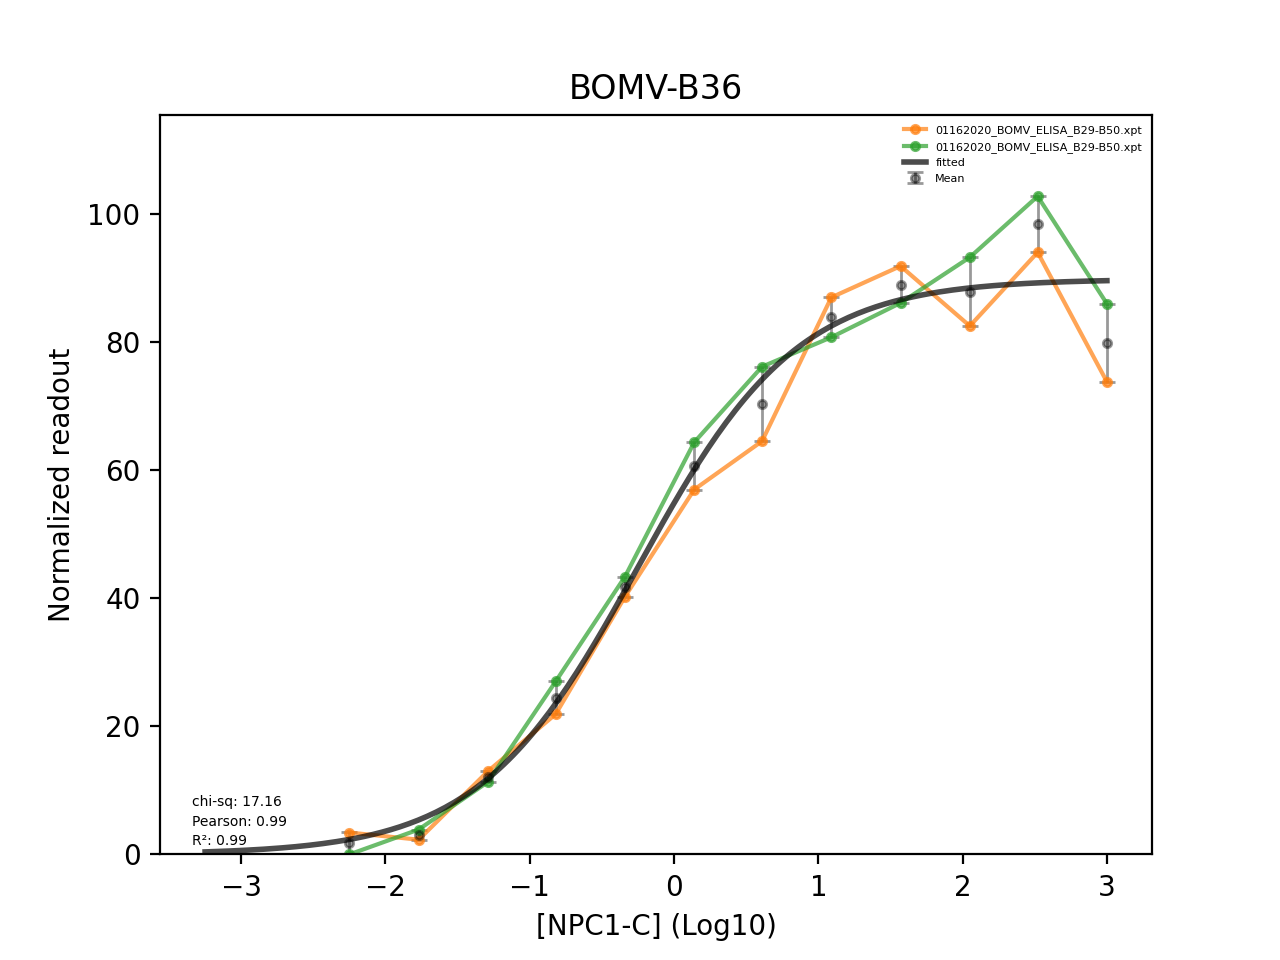 BOMV-B36
01162020_BOMV_ELISA_B29-B50.xpt
01162020_BOMV_ELISA_B29-B50.xpt
fitted
Mean
Normalized readout
100
80
60
40
20
0
chi-sq: 17.16
Pearson: 0.99
R²: 0.99
−3 −2 −1 0 1 2 3
[NPC1-C] (Log10)